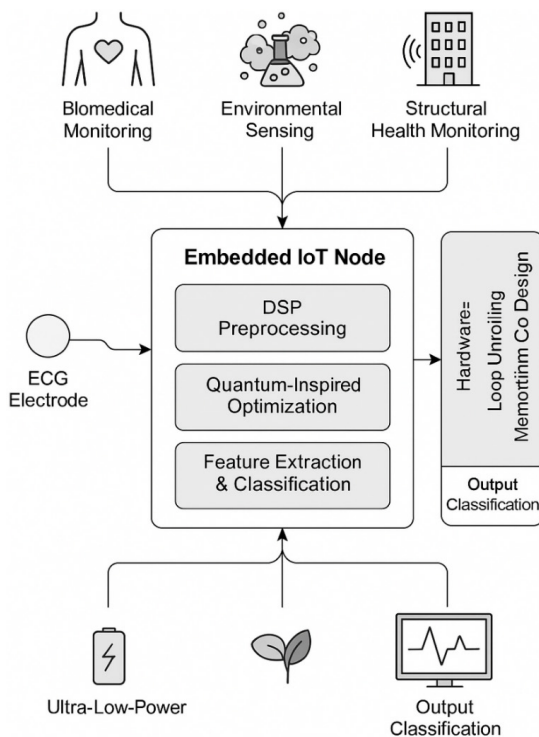 Biomedical
Monitoring
Environmental
Sensing
Structural
Health Monitoring
Embedded IoT Node
DSP
Preprocessing
Quantum-Inspired
Optimization
Feature Extraction
& Classification
ECG
Electrode
Hardware=
Loop Unroiling
Memortinm Co Design
Output
Classification
Ultra-Low-Power
Output
Classification